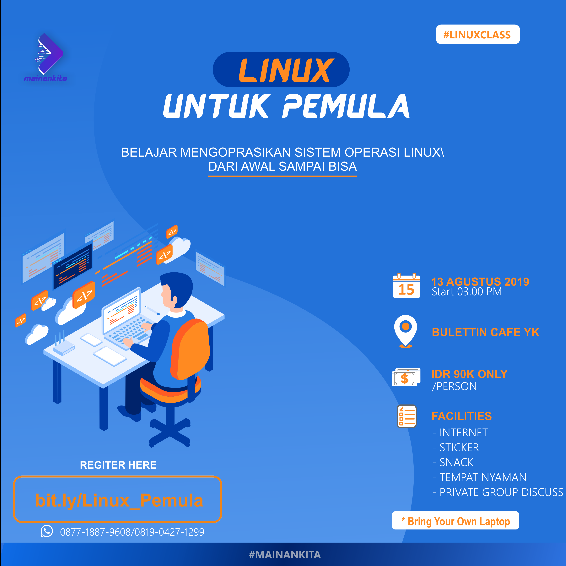 #LINUXCLASS
mainankita
LINUX
UNTUK PEMULA
BELAJAR MENGOPRASIKAN SISTEM OPERASI LINUX\
DARI AWAL SAMPAI BISA
15
13 AGUSTUS 2019
Start 03.00 PM
BULETTIN CAFE YK
$
IDR 90K ONLY
/PERSON
FACILITIES
- INTERNET
- STICKER
- SNACK
- TEMPAT NYAMAN
- PRIVATE GROUP DISCUSS
* Bring Your Own Laptop
REGITER HERE
bit.ly/Linux_Pemula
0877-1887-9608/0819-0427-1299
#MAINANKITA